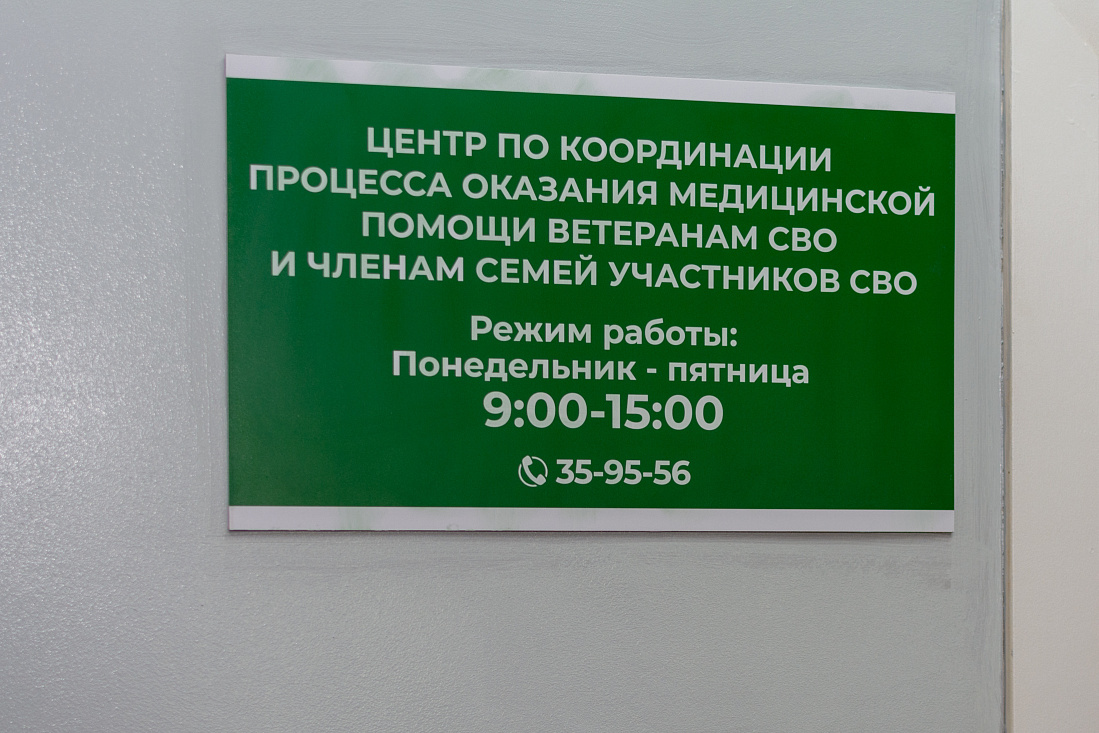 ЦЕНТР ПО КООРДИНАЦИИ
ПРОЦЕССА ОКАЗАНИЯ МЕДИЦИНСКОЙ
ПОМОЩИ ВЕТЕРАНАМ СВО
И ЧЛЕНАМ СЕМЕЙ УЧАСТНИКОВ СВО
Режим работы:
Понедельник - пятница
9:00-15:00
35-95-56